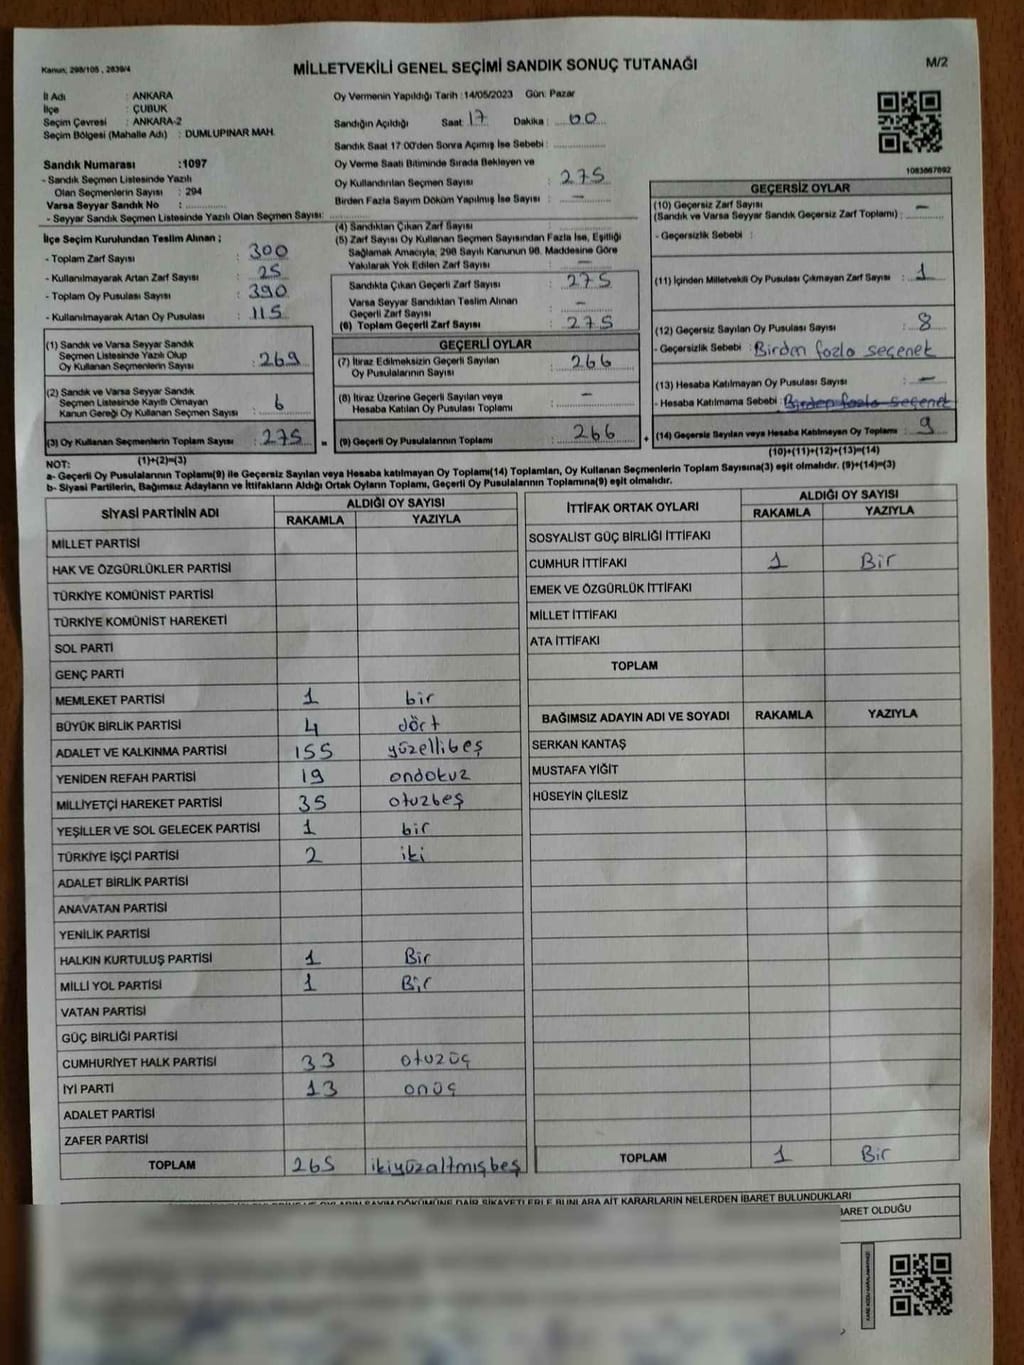 Kanun, 298/105 , 2839/4
MİLLETVEKİLİ GENEL SEÇİMİ SANDIK SONUÇ TUTANAĞI
M/2
İl Adı : ANKARA
İlçe : ÇUBUK
Seçim Çevresi : ANKARA-2
Seçim Bölgesi (Mahalle Adı) : DUMLUPINAR MAH.
Sandık Numarası :1097
- Sandık Seçmen Listesinde Yazılı
Olan Seçmenlerin Sayısı : 294
Varsa Seyyar Sandık No :
- Seyyar Sandık Seçmen Listesinde Yazılı Olan Seçmen Sayısı:
Oy Vermenin Yapıldığı Tarih :14/05/2023 Gün: Pazar
Sandığın Açıldığı Saat: 17 Dakika : 00
Sandık Saat 17:00'den Sonra Açımış İse Sebebi :
Oy Verme Saati Bitiminde Sırada Bekleyen ve
Oy Kullandırılan Seçmen Sayısı : 275
Birden Fazla Sayım Döküm Yapılmış İse Sayısı : -
1083667692
İlçe Seçim Kurulundan Teslim Alınan ;
- Toplam Zarf Sayısı : 300
- Kullanılmayarak Artan Zarf Sayısı : 25
- Toplam Oy Pusulası Sayısı : 390
- Kullanılmayarak Artan Oy Pusulası : 115
(1) Sandık ve Varsa Seyyar Sandık
Seçmen Listesinde Yazılı Olup
Oy Kullanan Seçmenlerin Sayısı : 269
(2) Sandık ve Varsa Seyyar Sandık
Seçmen Listesinde Kayıtlı Olmayan
Kanun Gereği Oy Kullanan Seçmen Sayısı : 6
(3) Oy Kullanan Seçmenlerin Toplam Sayısı : 275 =
(1)+(2)=(3)
(4) Sandıktan Çıkan Zarf Sayısı :
(5) Zarf Sayısı Oy Kullanan Seçmen Sayısından Fazla İse, Eşitliği
Sağlamak Amacıyla, 298 Sayılı Kanunun 98. Maddesine Göre
Yakılarak Yok Edilen Zarf Sayısı : -
Sandıkta Çıkan Geçerli Zarf Sayısı : 275
Varsa Seyyar Sandıktan Teslim Alınan
Geçerli Zarf Sayısı : -
(6) Toplam Geçerli Zarf Sayısı : 275
GEÇERLİ OYLAR
(7) İtiraz Edilmeksizin Geçerli Sayılan
Oy Pusulalarının Sayısı : 266
(8) İtiraz Üzerine Geçerli Sayılan veya
Hesaba Katılan Oy Pusulası Toplamı : -
(9) Geçerli Oy Pusulalarının Toplamı : 266 +
GEÇERSİZ OYLAR
(10) Geçersiz Zarf Sayısı
(Sandık ve Varsa Seyyar Sandık Geçersiz Zarf Toplamı) : -
- Geçersizlik Sebebi :
(11) İçinden Milletvekili Oy Pusulası Çıkmayan Zarf Sayısı : 1
(12) Geçersiz Sayılan Oy Pusulası Sayısı : 8
- Geçersizlik Sebebi : Birden fazla seçenek
(13) Hesaba Katılmayan Oy Pusulası Sayısı : -
- Hesaba Katılmama Sebebi : Birden fazla seçenek
(14) Geçersiz Sayılan veya Hesaba Katılmayan Oy Toplamı : 9
(10)+(11)+(12)+(13)=(14)
NOT:
a- Geçerli Oy Pusulalarının Toplamı(9) ile Geçersiz Sayılan veya Hesaba katılmayan Oy Toplamı(14) Toplamları, Oy Kullanan Seçmenlerin Toplam Sayısına(3) eşit olmalıdır. (9)+(14)=(3)
b- Siyasi Partilerin, Bağımsız Adayların ve İttifakların Aldığı Ortak Oyların Toplamı, Geçerli Oy Pusulalarının Toplamına(9) eşit olmalıdır.
SİYASİ PARTİNİN ADI ALDIĞI OY SAYISI
RAKAMLA YAZIYLA
MİLLET PARTİSİ
HAK VE ÖZGÜRLÜKLER PARTİSİ
TÜRKİYE KOMÜNİST PARTİSİ
TÜRKİYE KOMÜNİST HAREKETİ
SOL PARTİ
GENÇ PARTİ
MEMLEKET PARTİSİ 1 bir
BÜYÜK BİRLİK PARTİSİ 4 dört
ADALET VE KALKINMA PARTİSİ 155 yüzellibeş
YENİDEN REFAH PARTİSİ 19 ondokuz
MİLLİYETÇİ HAREKET PARTİSİ 35 otuzbeş
YEŞİLLER VE SOL GELECEK PARTİSİ 1 bir
TÜRKİYE İŞÇİ PARTİSİ 2 iki
ADALET BİRLİK PARTİSİ
ANAVATAN PARTİSİ
YENİLİK PARTİSİ
HALKIN KURTULUŞ PARTİSİ 1 Bir
MİLLİ YOL PARTİSİ 1 Bir
VATAN PARTİSİ
GÜÇ BİRLİĞİ PARTİSİ
CUMHURİYET HALK PARTİSİ 33 otuzüç
İYİ PARTİ 13 onüç
ADALET PARTİSİ
ZAFER PARTİSİ
TOPLAM 265 ikiyüzaltmışbeş
İTTİFAK ORTAK OYLARI ALDIĞI OY SAYISI
RAKAMLA YAZIYLA
SOSYALİST GÜÇ BİRLİĞİ İTTİFAKI
CUMHUR İTTİFAKI 1 Bir
EMEK VE ÖZGÜRLÜK İTTİFAKI
MİLLET İTTİFAKI
ATA İTTİFAKI
TOPLAM
BAĞIMSIZ ADAYIN ADI VE SOYADI RAKAMLA YAZIYLA
SERKAN KANTAŞ
MUSTAFA YİĞİT
HÜSEYİN ÇİLESİZ
TOPLAM 1 Bir
SAYIM DÖKÜMÜNE DAİR ŞİKAYETLERLE BUNLARA AİT KARARLARIN NELERDEN İBARET BULUNDUKLARI
BARET OLDUĞU